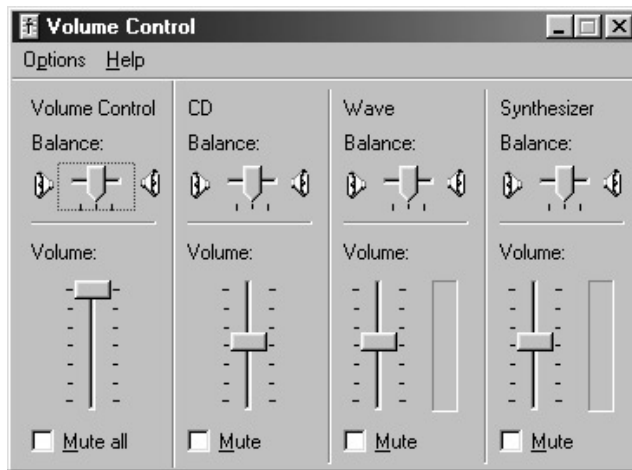 Volume Control
Options Help
Volume Control
Balance:
Volume:
Mute all
CD
Balance:
Volume:
Mute
Wave
Balance:
Volume:
Mute
Synthesizer
Balance:
Volume:
Mute